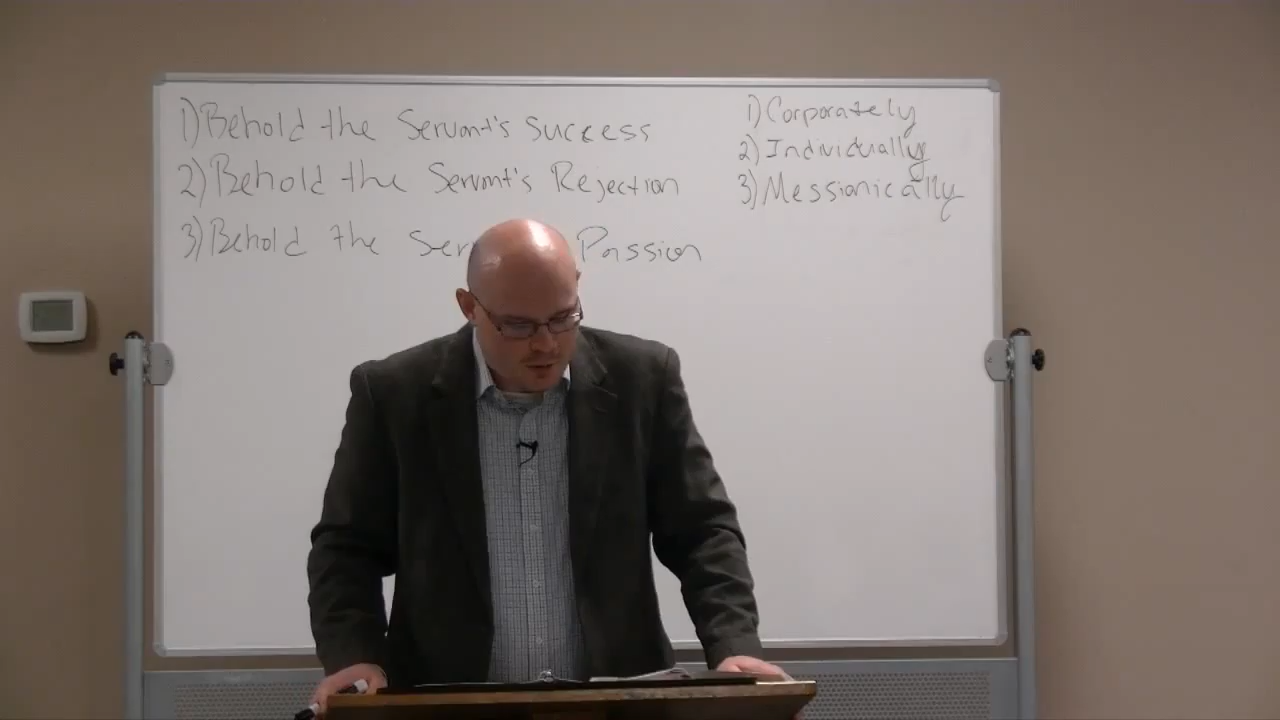 1) Behold the Servant's Success
2) Behold the Servant's Rejection
3) Behold the Ser Passion
1) Corporately
2) Individually
3) Messianically